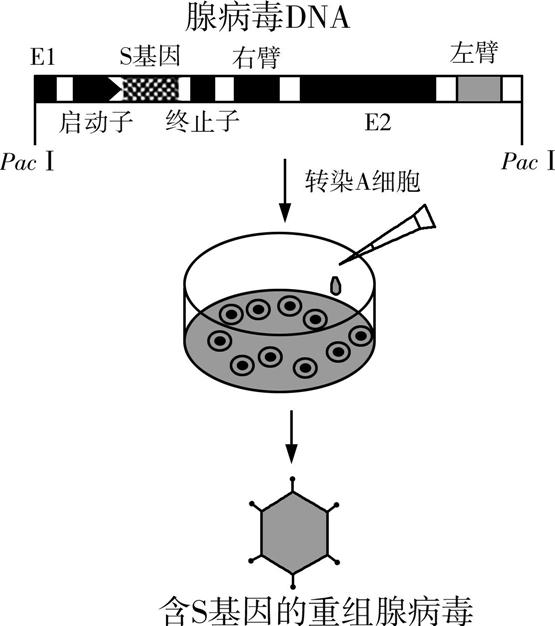 腺病毒DNA
E1 S基因 右臂 左臂
启动子 终止子 E2
Pac I Pac I
转染A细胞
含S基因的重组腺病毒